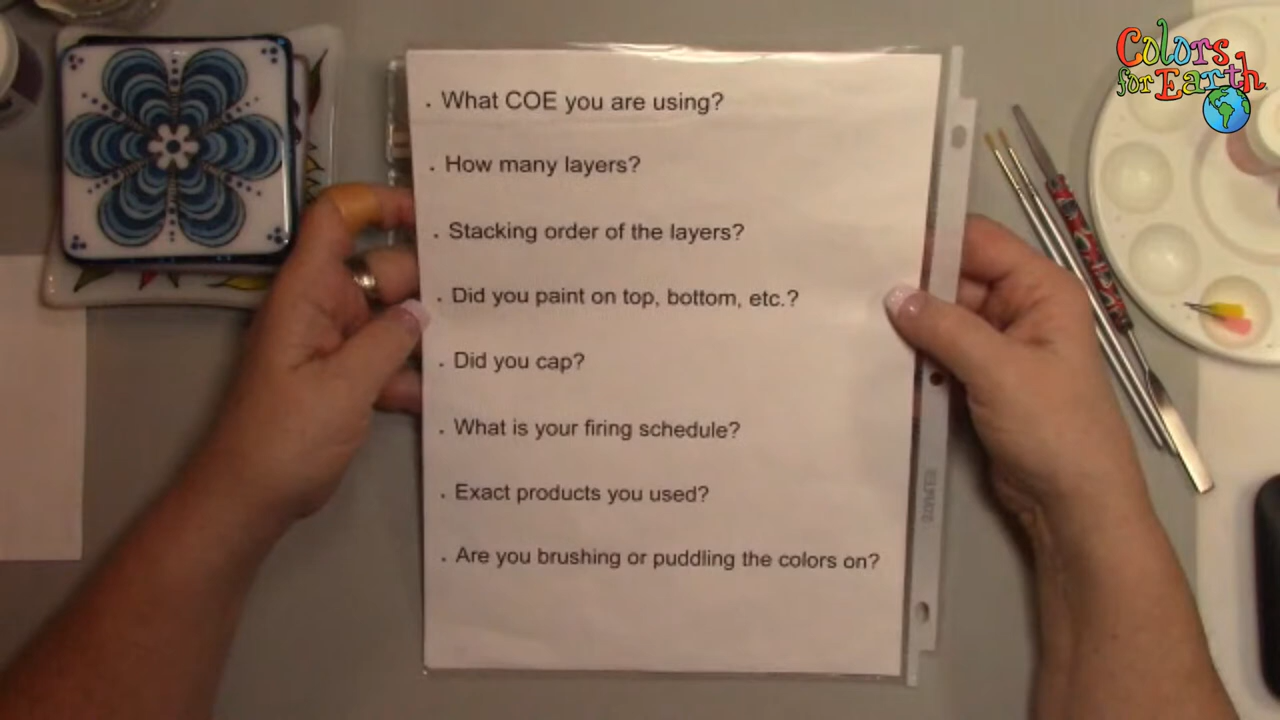 Colors
for Earth
. What COE you are using?
. How many layers?
. Stacking order of the layers?
. Did you paint on top, bottom, etc.?
. Did you cap?
. What is your firing schedule?
. Exact products you used?
. Are you brushing or puddling the colors on?